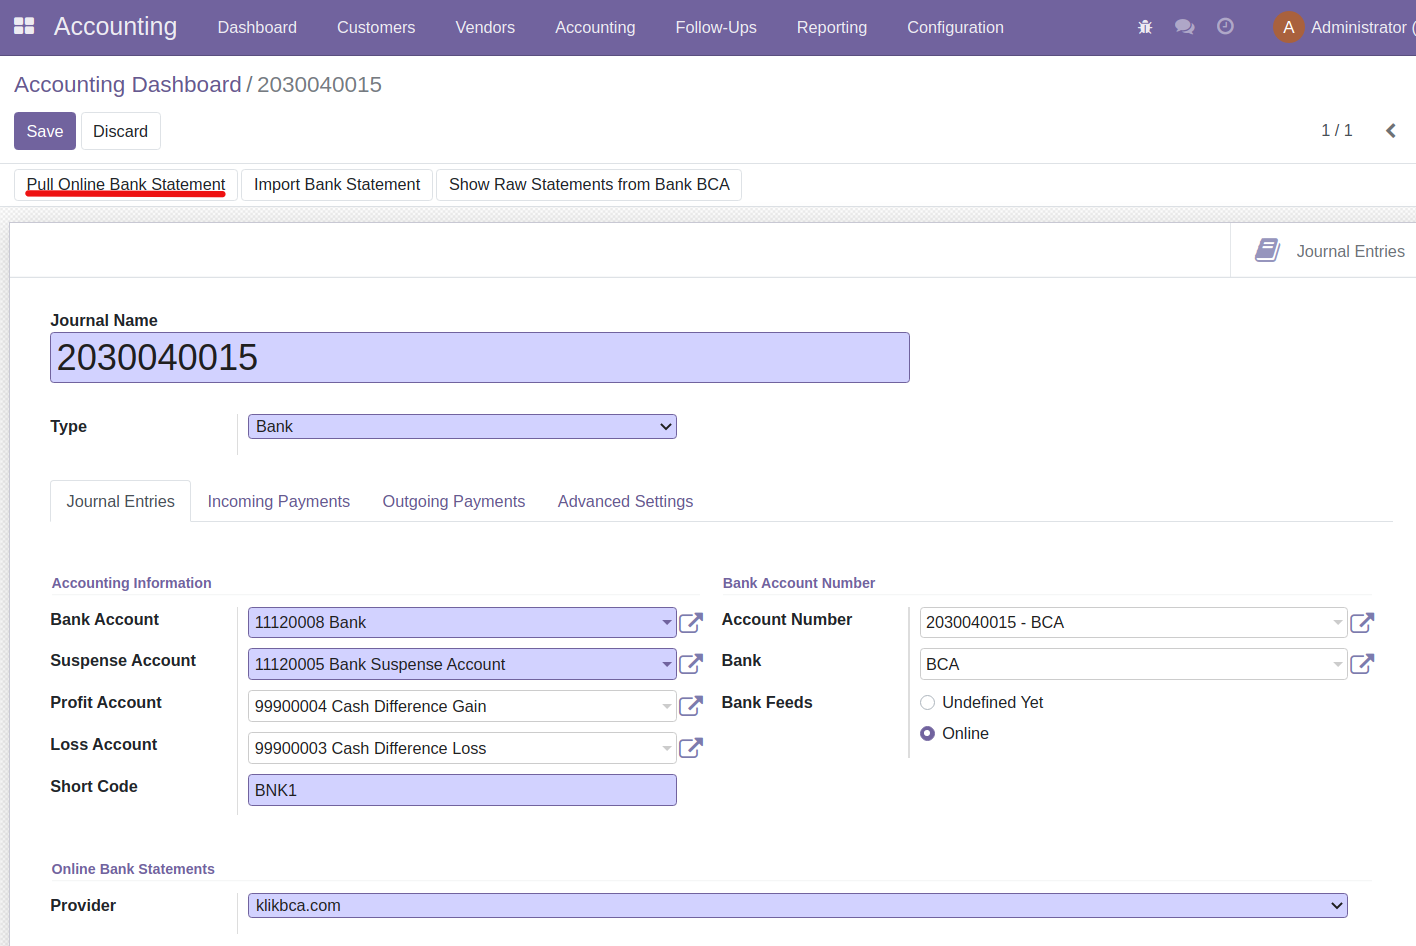 Accounting Dashboard Customers Vendors Accounting Follow-Ups Reporting Configuration A Administrator (
Accounting Dashboard / 2030040015
Save Discard 1 / 1
Pull Online Bank Statement Import Bank Statement Show Raw Statements from Bank BCA
Journal Entries
Journal Name
2030040015
Type Bank
Journal Entries Incoming Payments Outgoing Payments Advanced Settings
Accounting Information Bank Account Number
Bank Account 11120008 Bank Account Number 2030040015 - BCA
Suspense Account 11120005 Bank Suspense Account Bank BCA
Profit Account 99900004 Cash Difference Gain Bank Feeds Undefined Yet
Loss Account 99900003 Cash Difference Loss Online
Short Code BNK1
Online Bank Statements
Provider klikbca.com